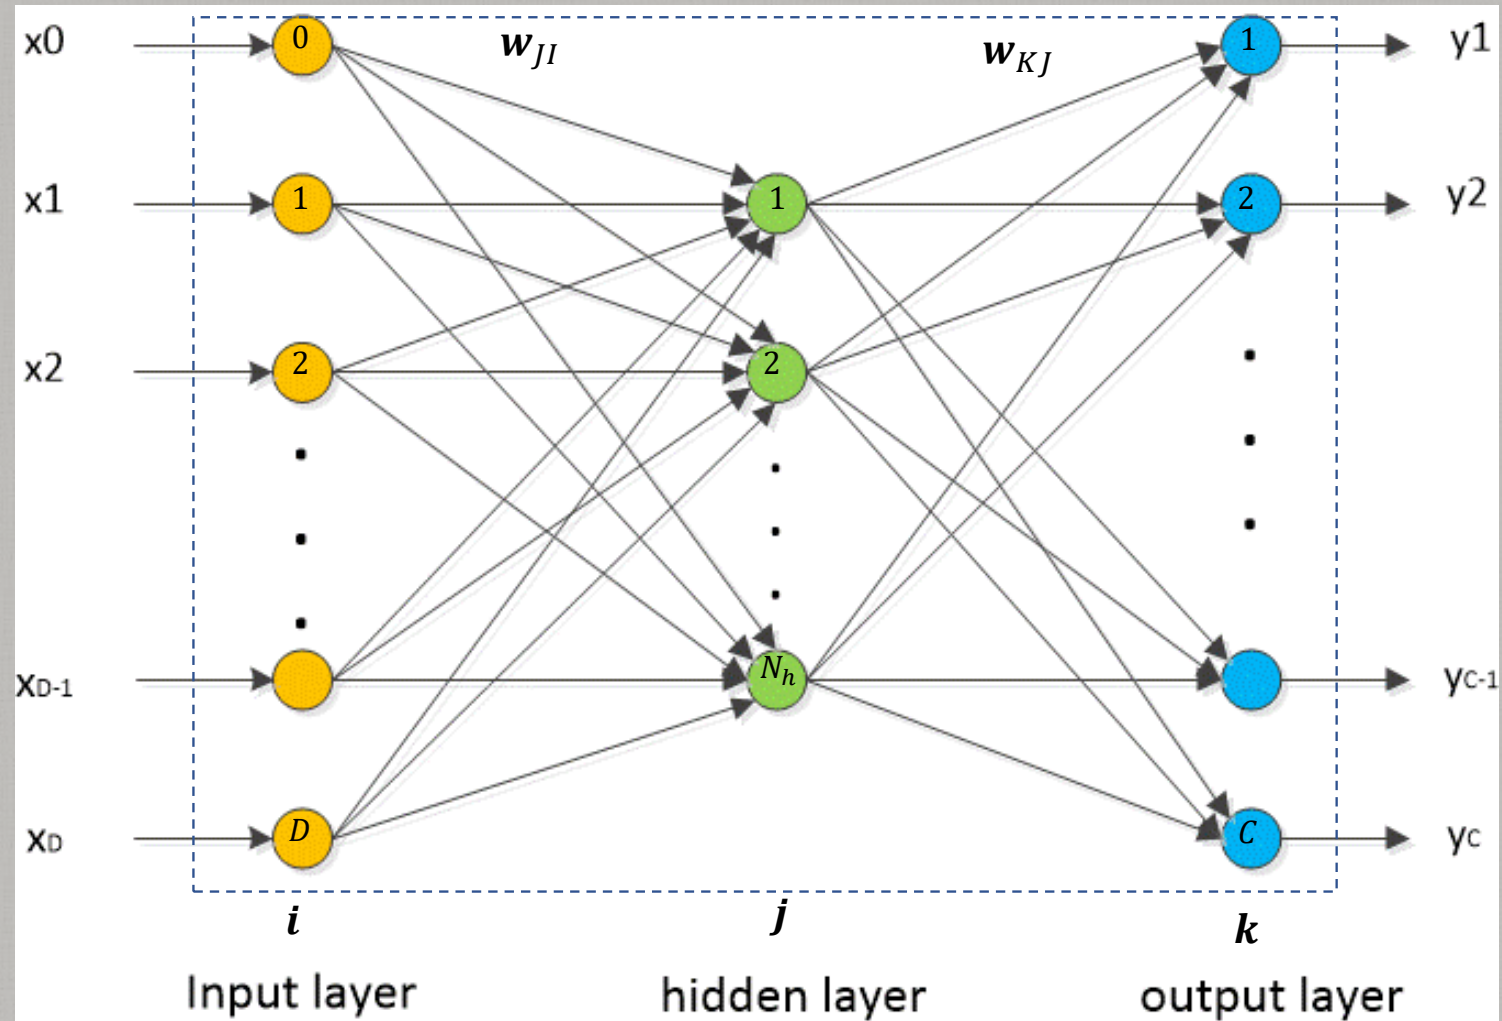 x0 0 w_JI w_KJ 1 y1
x1 1 1 2 y2
x2 2 2
x_D-1 N_h y_C-1
x_D D C y_C
i j k
Input layer hidden layer output layer